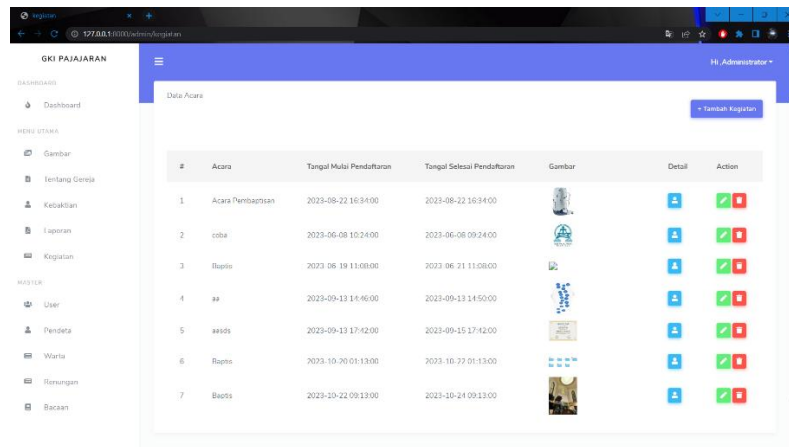 kegiatan
127.0.0.1:8000/admin/kegiatan
GKI PAJAJARAN
Hi ,Administrator
DASHBOARD
Dashboard
MENU UTAMA
Gambar
Tentang Gereja
Kebaktian
Laporan
Kegiatan
MASTER
User
Pendeta
Warta
Renungan
Bacaan
Data Acara
+ Tambah Kegiatan
# Acara Tangal Mulai Pendaftaran Tangal Selesai Pendaftaran Gambar Detail Action
1 Acara Pembaptisan 2023-08-22 16:34:00 2023-08-22 16:34:00
2 coba 2023-06-08 10:24:00 2023-06-08 09:24:00
3 Baptis 2023-06-19 11:08:00 2023-06-21 11:08:00
4 aa 2023-09-13 14:46:00 2023-09-13 14:50:00
5 aasds 2023-09-13 17:42:00 2023-09-15 17:42:00
6 Baptis 2023-10-20 01:13:00 2023-10-22 01:13:00
7 Baptis 2023-10-22 09:13:00 2023-10-24 09:13:00